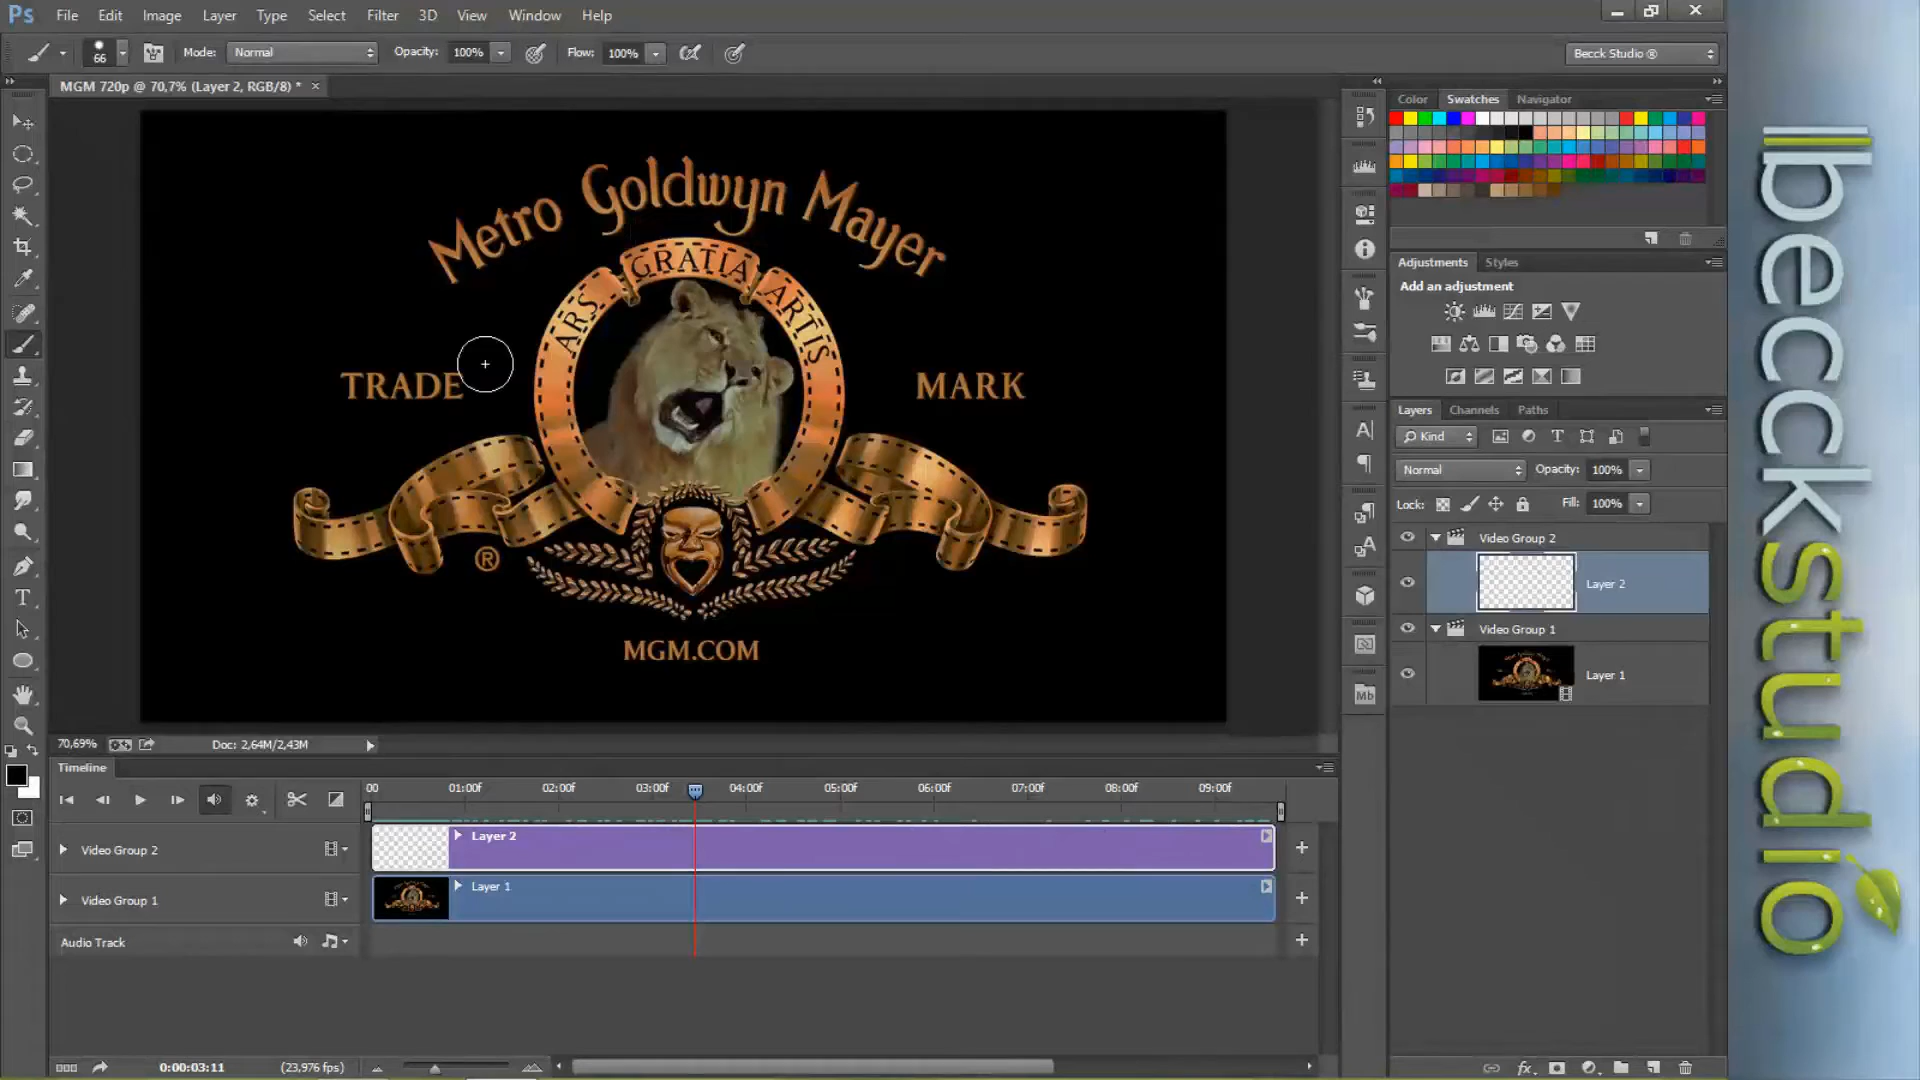 Ps File Edit Image Layer Type Select Filter 3D View Window Help
66 Mode: Normal Opacity: 100% Flow: 100% Becck Studio ®
MGM 720p @ 70,7% (Layer 2, RGB/8) * ×
Color Swatches Navigator
Metro Goldwyn Mayer
ARS GRATIA ARTIS
TRADE MARK
®
MGM.COM
Adjustments Styles
Add an adjustment
Layers Channels Paths
Kind
Normal Opacity: 100%
Lock: Fill: 100%
Video Group 2
Layer 2
Video Group 1
Layer 1
Mb
70,69% Doc: 2,64M/2,43M
Timeline
00 01:00f 02:00f 03:00f 04:00f 05:00f 06:00f 07:00f 08:00f 09:00f
Video Group 2 Layer 2
Video Group 1 Layer 1
Audio Track
0:00:03:11 (23,976 fps)
fx
becckstudio